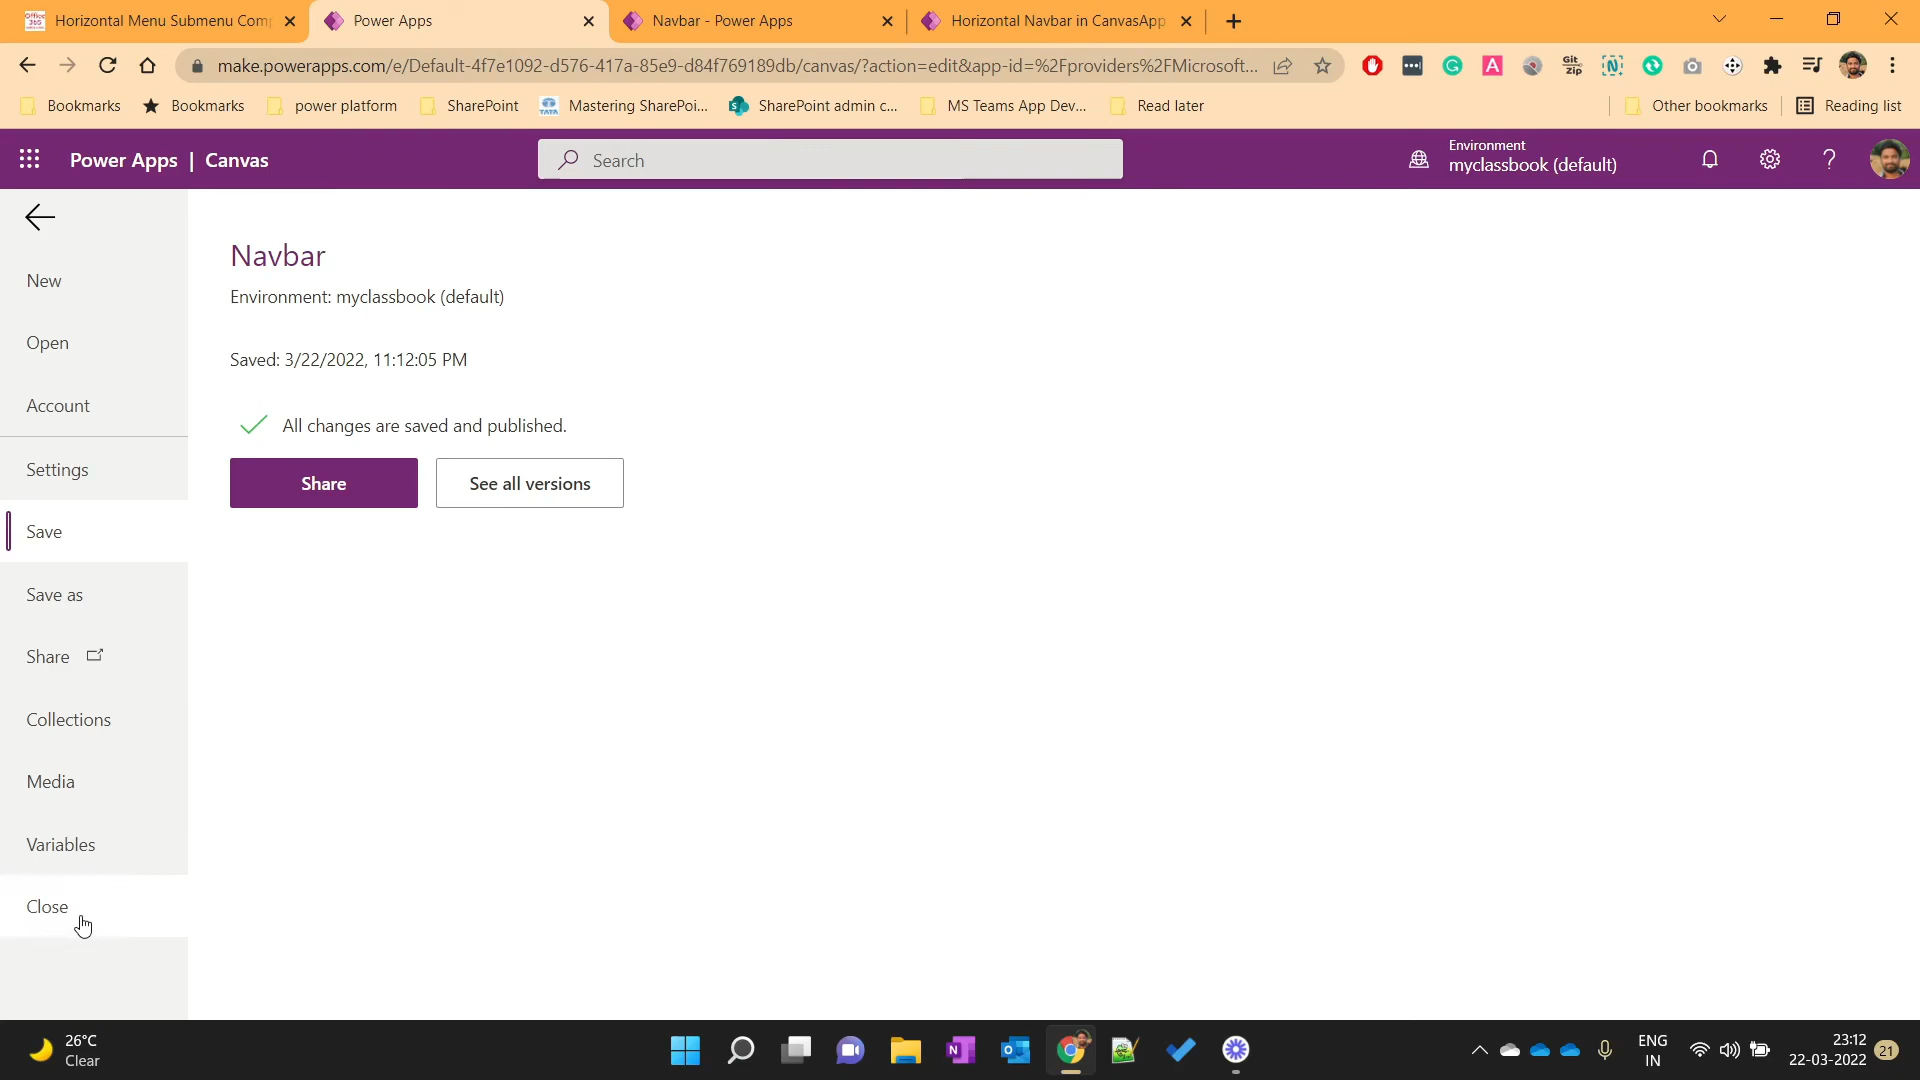 Horizontal Menu Submenu Com
Power Apps
Navbar - Power Apps
Horizontal Navbar in CanvasApp
make.powerapps.com/e/Default-4f7e1092-d576-417a-85e9-d84f769189db/canvas/?action=edit&app-id=%2Fproviders%2FMicrosoft...
Bookmarks
Bookmarks
power platform
SharePoint
Mastering SharePoi...
SharePoint admin c...
MS Teams App Dev...
Read later
Other bookmarks
Reading list
Power Apps | Canvas
Search
Environment
myclassbook (default)
New
Open
Account
Settings
Save
Save as
Share
Collections
Media
Variables
Close
Navbar
Environment: myclassbook (default)
Saved: 3/22/2022, 11:12:05 PM
All changes are saved and published.
Share
See all versions
26°C
Clear
ENG
IN
23:12
22-03-2022
21